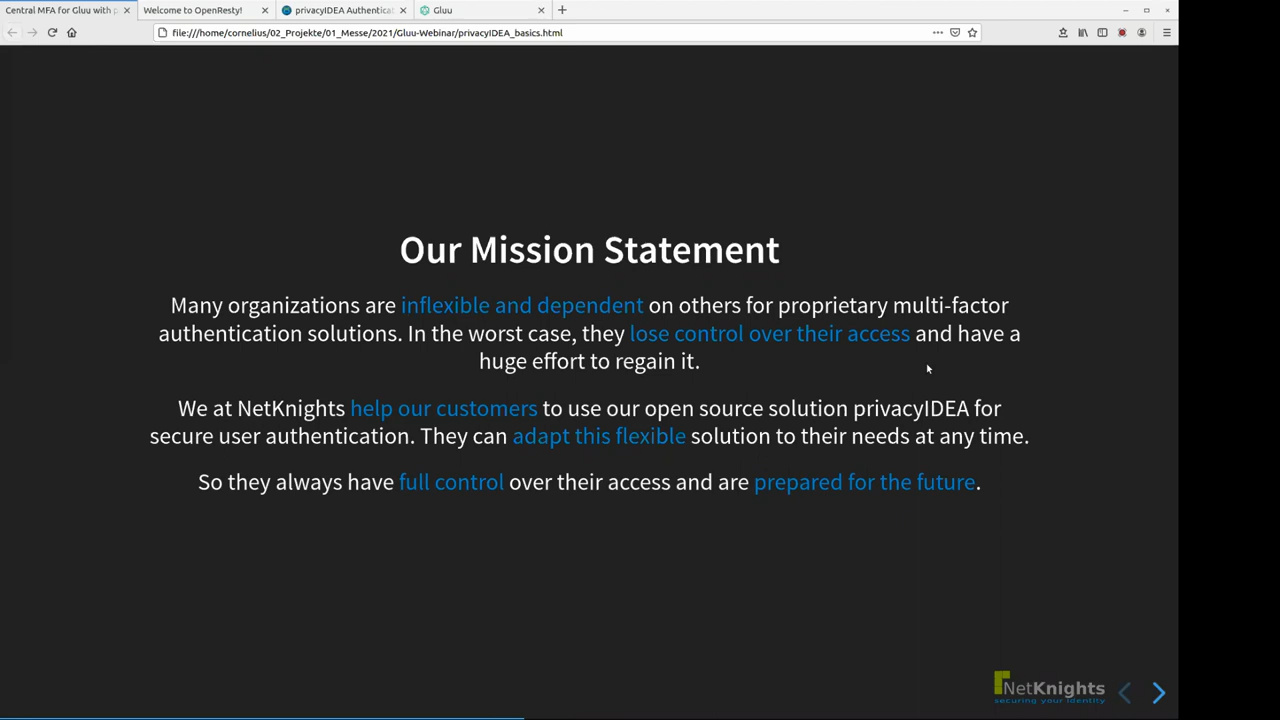 Central MFA for Gluu with p
Welcome to OpenResty!
privacyIDEA Authenticat
Gluu
file:///home/cornelius/02_Projekte/01_Messe/2021/Gluu-Webinar/privacyIDEA_basics.html
Our Mission Statement
Many organizations are inflexible and dependent on others for proprietary multi-factor
authentication solutions. In the worst case, they lose control over their access and have a
huge effort to regain it.
We at NetKnights help our customers to use our open source solution privacyIDEA for
secure user authentication. They can adapt this flexible solution to their needs at any time.
So they always have full control over their access and are prepared for the future.
NetKnights
securing your identity